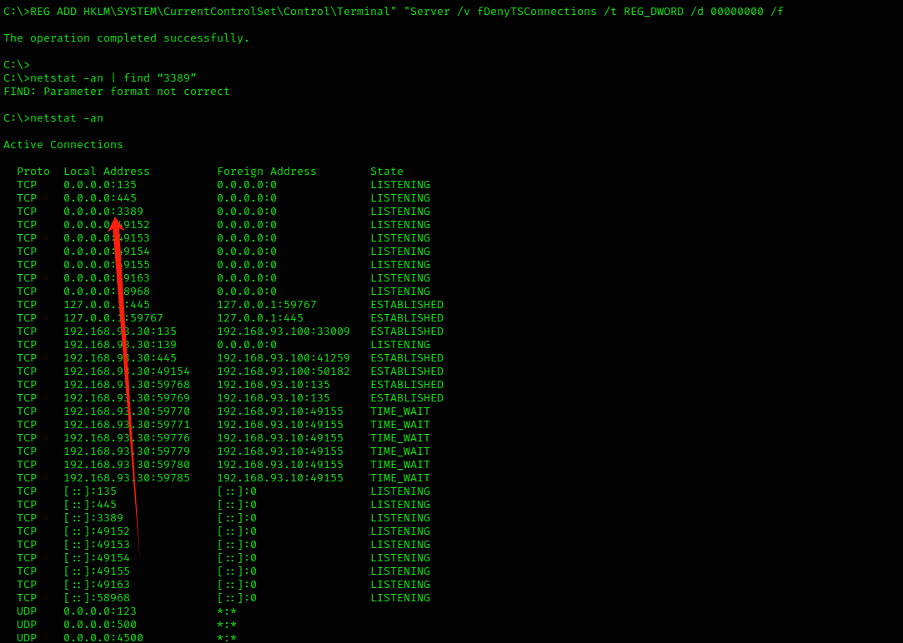 C:\>REG ADD HKLM\SYSTEM\CurrentControlSet\Control\Terminal" "Server /v fDenyTSConnections /t REG_DWORD /d 00000000 /f
The operation completed successfully.
C:\>
C:\>netstat -an | find “3389”
FIND: Parameter format not correct
C:\>netstat -an
Active Connections
Proto Local Address Foreign Address State
TCP 0.0.0.0:135 0.0.0.0:0 LISTENING
TCP 0.0.0.0:445 0.0.0.0:0 LISTENING
TCP 0.0.0.0:3389 0.0.0.0:0 LISTENING
TCP 0.0.0.0:49152 0.0.0.0:0 LISTENING
TCP 0.0.0.0:49153 0.0.0.0:0 LISTENING
TCP 0.0.0.0:49154 0.0.0.0:0 LISTENING
TCP 0.0.0.0:49155 0.0.0.0:0 LISTENING
TCP 0.0.0.0:49163 0.0.0.0:0 LISTENING
TCP 0.0.0.0:58968 0.0.0.0:0 LISTENING
TCP 127.0.0.1:445 127.0.0.1:59767 ESTABLISHED
TCP 127.0.0.1:59767 127.0.0.1:445 ESTABLISHED
TCP 192.168.93.30:135 192.168.93.100:33009 ESTABLISHED
TCP 192.168.93.30:139 0.0.0.0:0 LISTENING
TCP 192.168.93.30:445 192.168.93.100:41259 ESTABLISHED
TCP 192.168.93.30:49154 192.168.93.100:50182 ESTABLISHED
TCP 192.168.93.30:59768 192.168.93.10:135 ESTABLISHED
TCP 192.168.93.30:59769 192.168.93.10:135 ESTABLISHED
TCP 192.168.93.30:59770 192.168.93.10:49155 TIME_WAIT
TCP 192.168.93.30:59771 192.168.93.10:49155 TIME_WAIT
TCP 192.168.93.30:59776 192.168.93.10:49155 TIME_WAIT
TCP 192.168.93.30:59779 192.168.93.10:49155 TIME_WAIT
TCP 192.168.93.30:59780 192.168.93.10:49155 TIME_WAIT
TCP 192.168.93.30:59785 192.168.93.10:49155 TIME_WAIT
TCP [::]:135 [::]:0 LISTENING
TCP [::]:445 [::]:0 LISTENING
TCP [::]:3389 [::]:0 LISTENING
TCP [::]:49152 [::]:0 LISTENING
TCP [::]:49153 [::]:0 LISTENING
TCP [::]:49154 [::]:0 LISTENING
TCP [::]:49155 [::]:0 LISTENING
TCP [::]:49163 [::]:0 LISTENING
TCP [::]:58968 [::]:0 LISTENING
UDP 0.0.0.0:123 *:*
UDP 0.0.0.0:500 *:*
UDP 0.0.0.0:4500 *:*